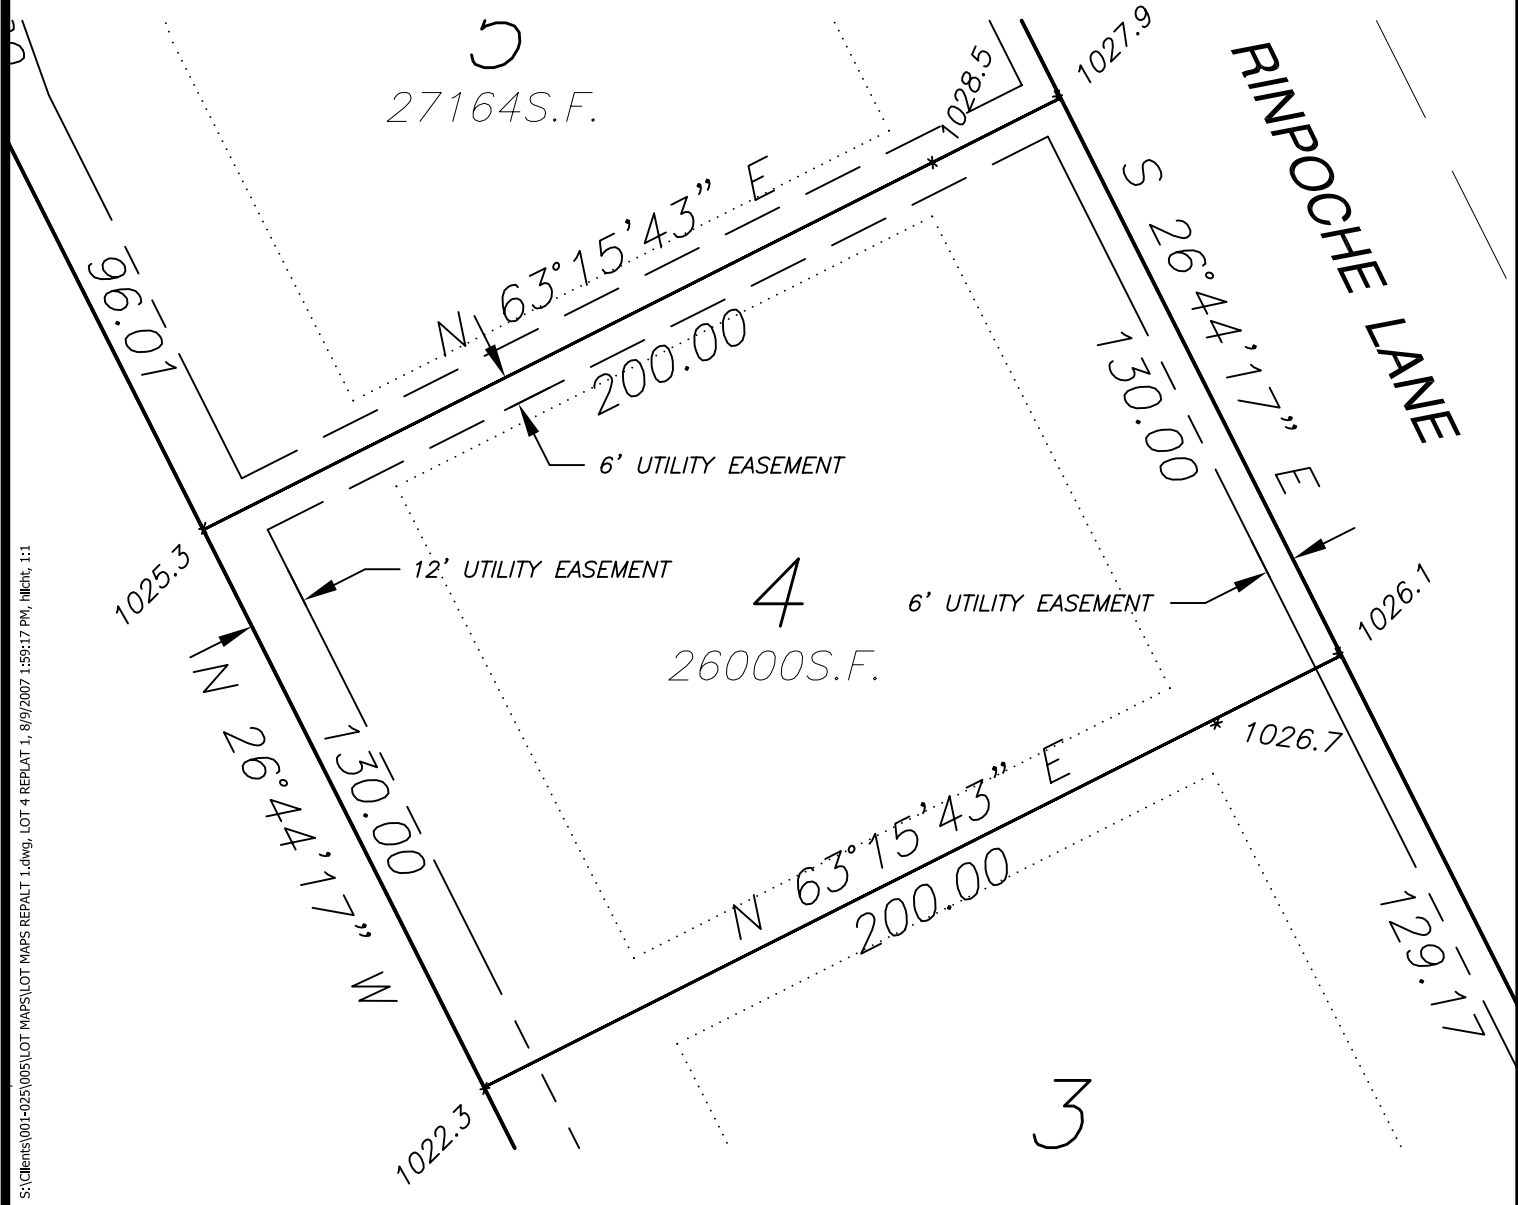 5
27164S.F.
1028.5
1027.9
RINPOCHE LANE
N 63°15'43" E
200.00
S 26°44'17" E
130.00
96.01
6' UTILITY EASEMENT
12' UTILITY EASEMENT
4
26000S.F.
6' UTILITY EASEMENT
1025.3
1026.1
N 26°44'17" W
130.00
1026.7
N 63°15'43" E
200.00
129.17
3
1022.3
S:\Clients\001-025\005\LOT MAPS\LOT MAPS REPALT 1.dwg, LOT 4 REPLAT 1, 8/9/2007 1:59:17 PM, hllicht, 1:1